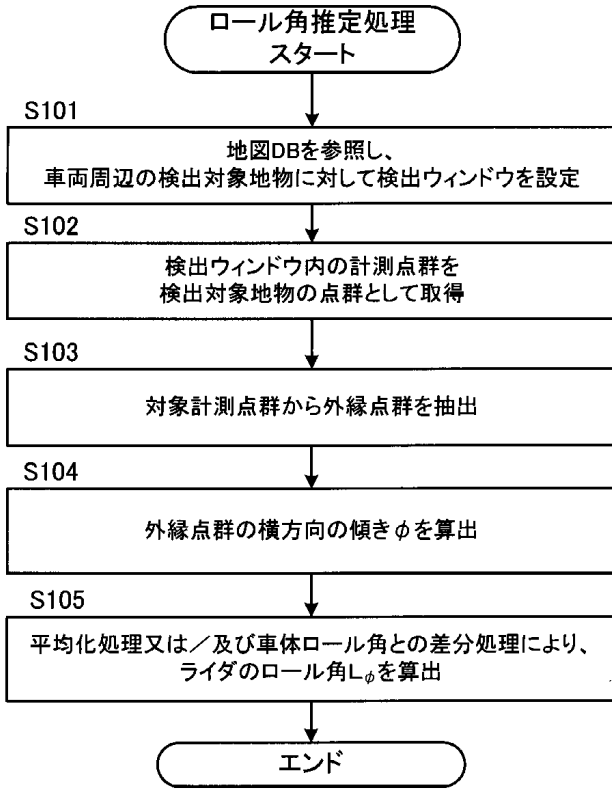 ロール角推定処理
スタート
S101
地図DBを参照し、
車両周辺の検出対象地物に対して検出ウィンドウを設定
S102
検出ウィンドウ内の計測点群を
検出対象地物の点群として取得
S103
対象計測点群から外縁点群を抽出
S104
外縁点群の横方向の傾きφを算出
S105
平均化処理又は／及び車体ロール角との差分処理により、
ライダのロール角Lφを算出
エンド